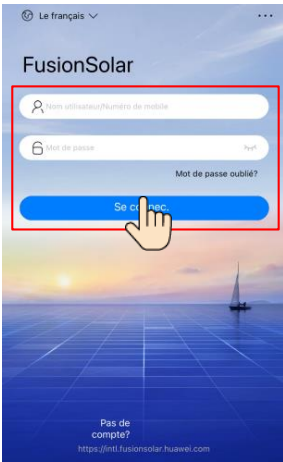 Le français
FusionSolar
Nom utilisateur/Numéro de mobile
Mot de passe
Mot de passe oublié?
Se connec.
Pas de
compte?
https://intl.fusionsolar.huawei.com